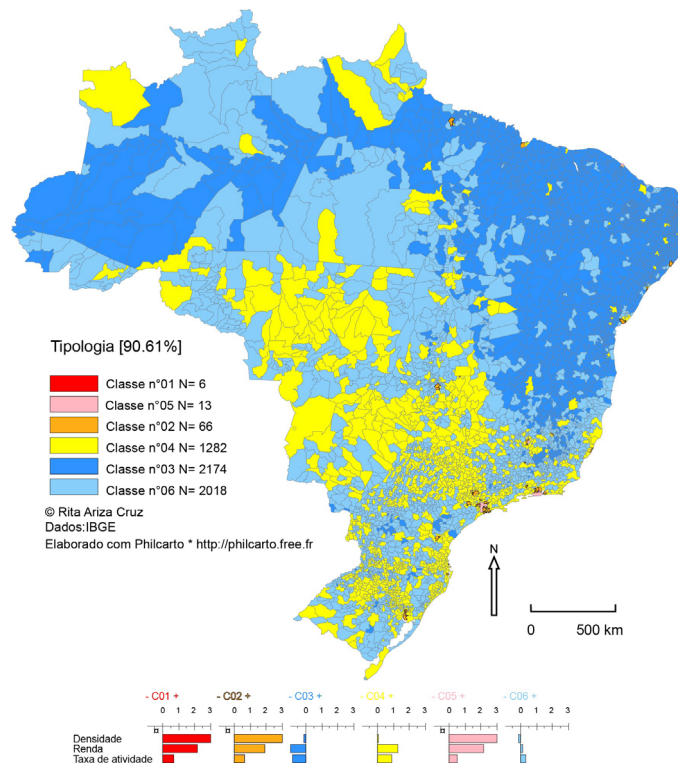 Tipologia [90.61%]
Classe n°01 N= 6
Classe n°05 N= 13
Classe n°02 N= 66
Classe n°04 N= 1282
Classe n°03 N= 2174
Classe n°06 N= 2018
© Rita Ariza Cruz
Dados:IBGE
Elaborado com Philcarto * http://philcarto.free.fr
N
0 500 km
- C01 + - C02 + - C03 + - C04 + - C05 + - C06 +
0 1 2 3 0 1 2 3 0 1 2 3 0 1 2 3 0 1 2 3 0 1 2 3
Densidade
Renda
Taxa de atividade